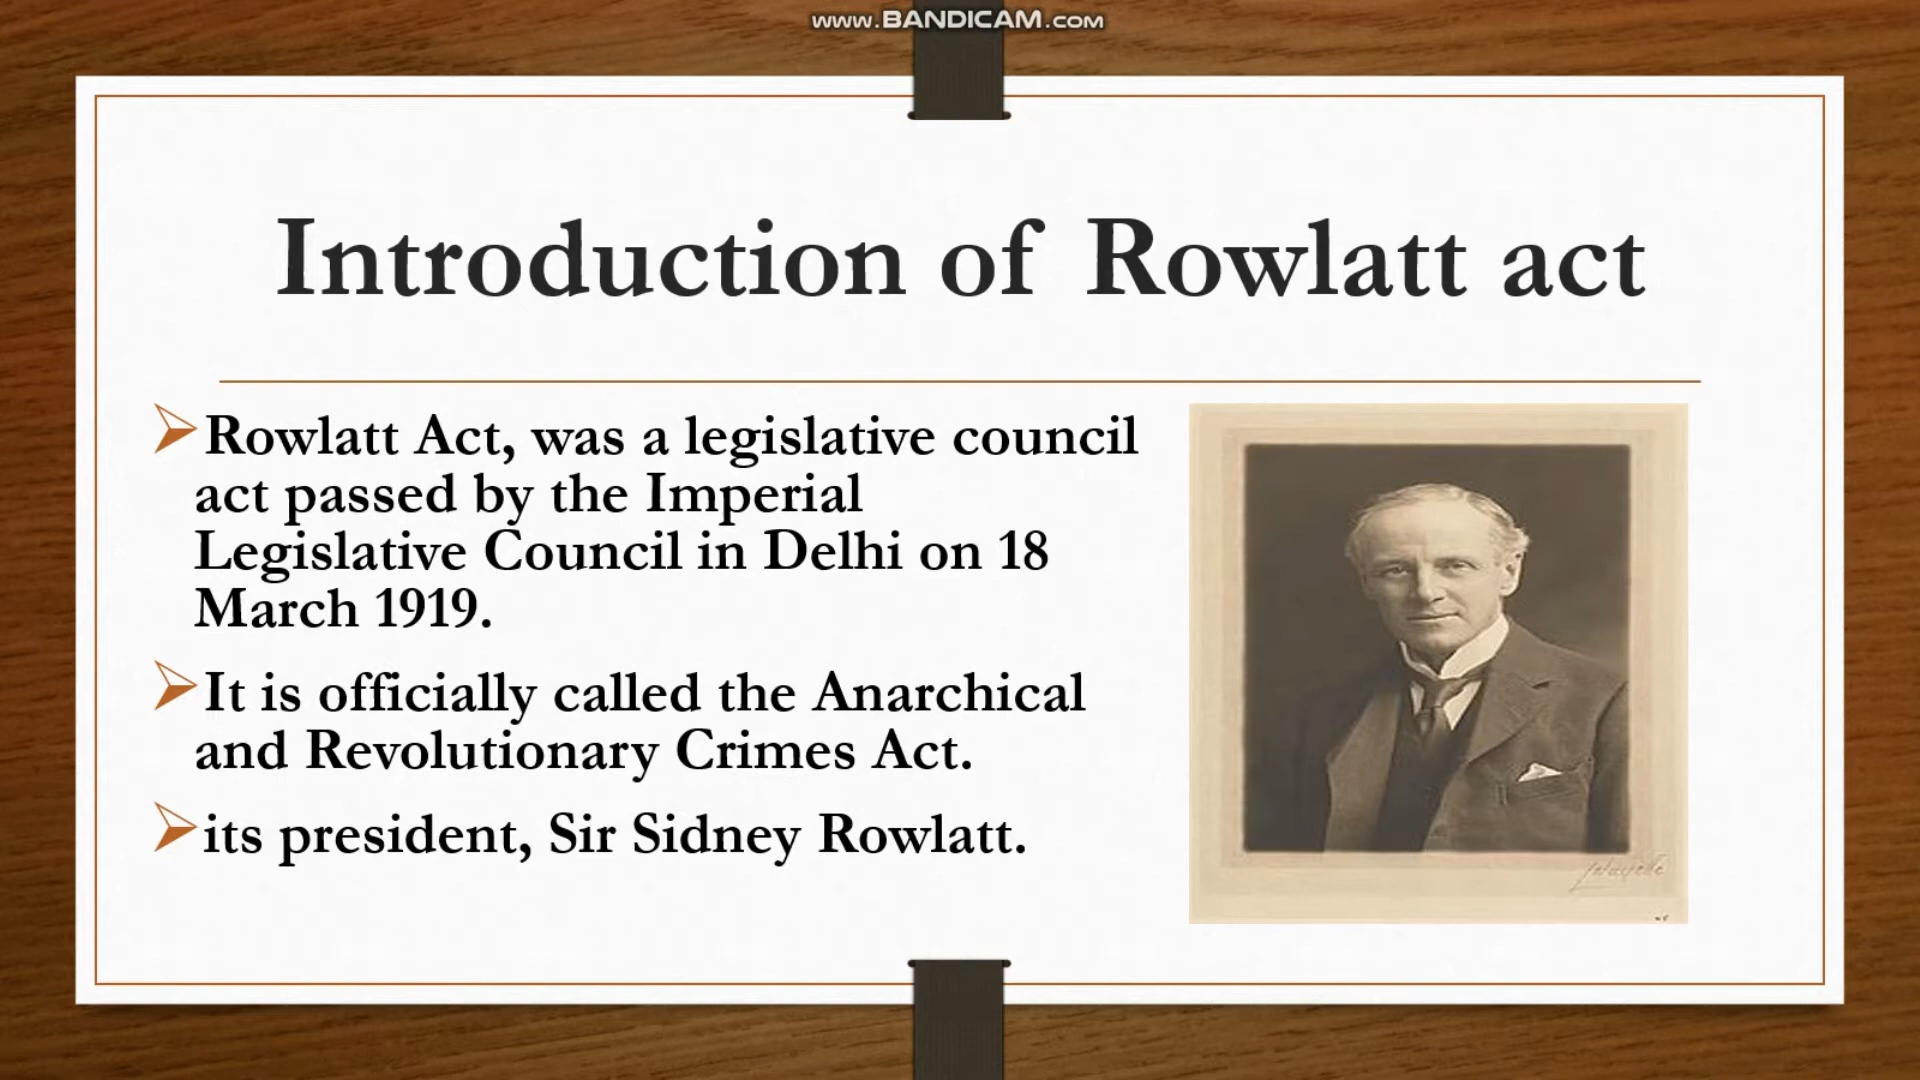 www.BANDICAM.com
Introduction of Rowlatt act
Rowlatt Act, was a legislative council
act passed by the Imperial
Legislative Council in Delhi on 18
March 1919.
It is officially called the Anarchical
and Revolutionary Crimes Act.
its president, Sir Sidney Rowlatt.